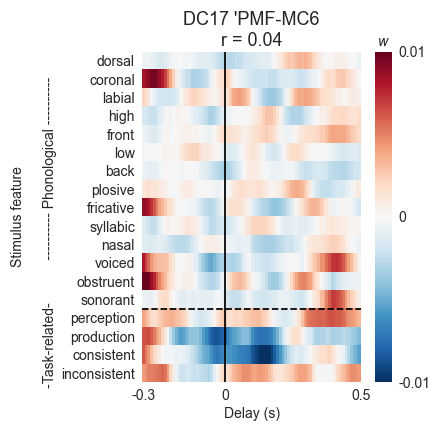 DC17 'PMF-MC6
r = 0.04
w
dorsal
coronal
labial
high
front
low
back
plosive
fricative
syllabic
nasal
voiced
obstruent
sonorant
perception
production
consistent
inconsistent
Stimulus feature
-Task-related- ---------- Phonological ----------
0.01
0
-0.01
-0.3 0 0.5
Delay (s)